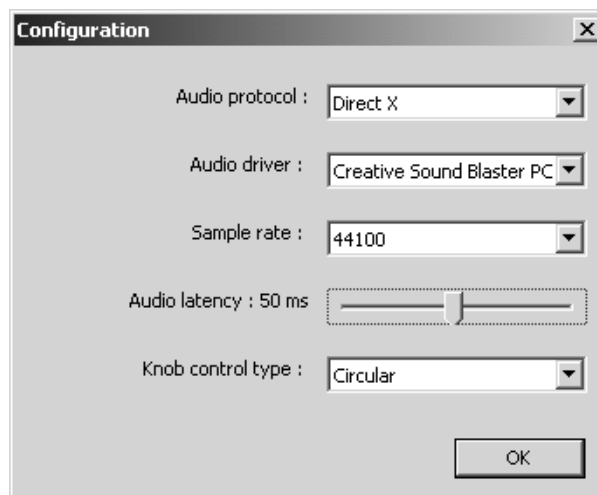 Configuration
Audio protocol : Direct X
Audio driver : Creative Sound Blaster PC
Sample rate : 44100
Audio latency : 50 ms
Knob control type : Circular
OK